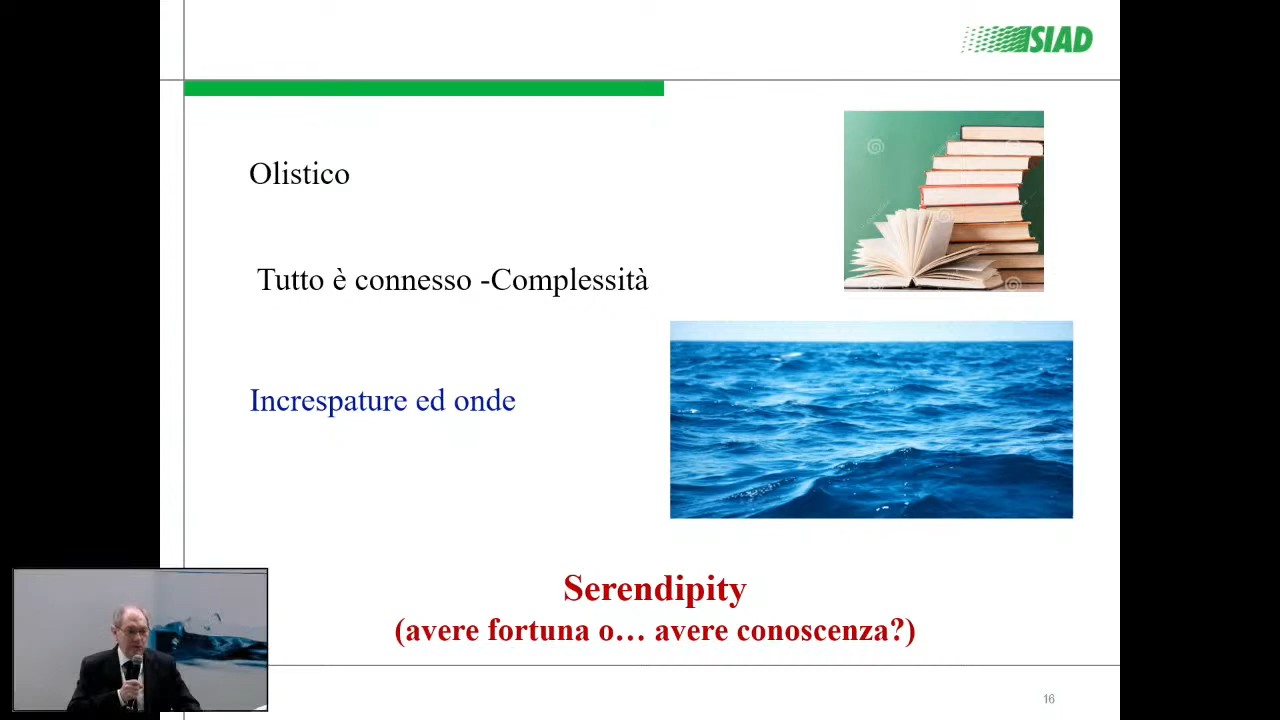 SIAD
Olistico
Tutto è connesso -Complessità
Increspature ed onde
Serendipity
(avere fortuna o… avere conoscenza?)
16